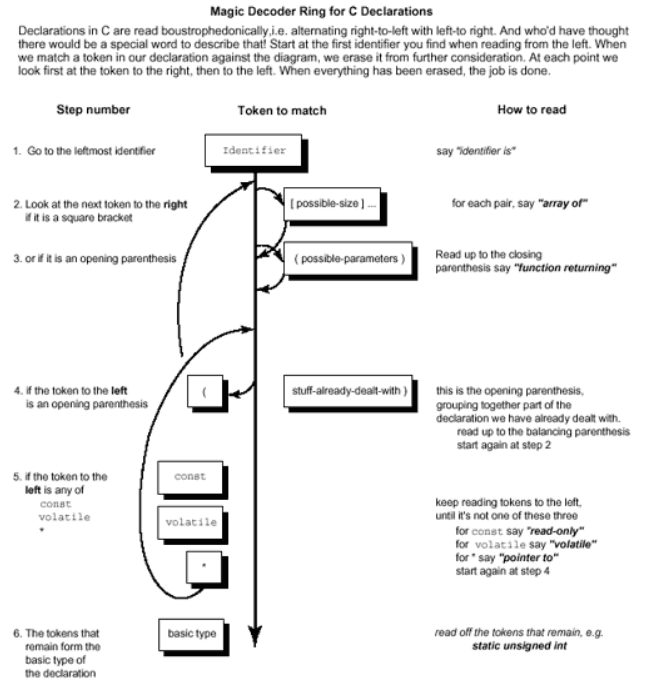 Magic Decoder Ring for C Declarations
Declarations in C are read boustrophedonically,i.e. alternating right-to-left with left-to right. And who'd have thought
there would be a special word to describe that! Start at the first identifier you find when reading from the left. When
we match a token in our declaration against the diagram, we erase it from further consideration. At each point we
look first at the token to the right, then to the left. When everything has been erased, the job is done.
Step number
Token to match
How to read
1. Go to the leftmost identifier
Identifier
say "identifier is"
2. Look at the next token to the right
if it is a square bracket
[ possible-size ] ...
for each pair, say "array of"
3. or if it is an opening parenthesis
( possible-parameters )
Read up to the closing
parenthesis say "function returning"
4. if the token to the left
is an opening parenthesis
(
stuff-already-dealt-with )
this is the opening parenthesis,
grouping together part of the
declaration we have already dealt with.
read up to the balancing parenthesis
start again at step 2
5. if the token to the
left is any of
const
volatile
*
const
volatile
*
keep reading tokens to the left,
until it's not one of these three
for const say "read-only"
for volatile say "volatile"
for * say "pointer to"
start again at step 4
6. The tokens that
remain form the
basic type of
the declaration
basic type
read off the tokens that remain, e.g.
static unsigned int